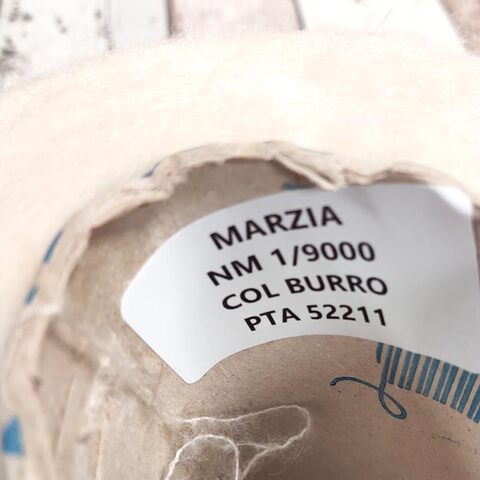 MARZIA
NM 1/9000
COL BURRO
PTA 52211